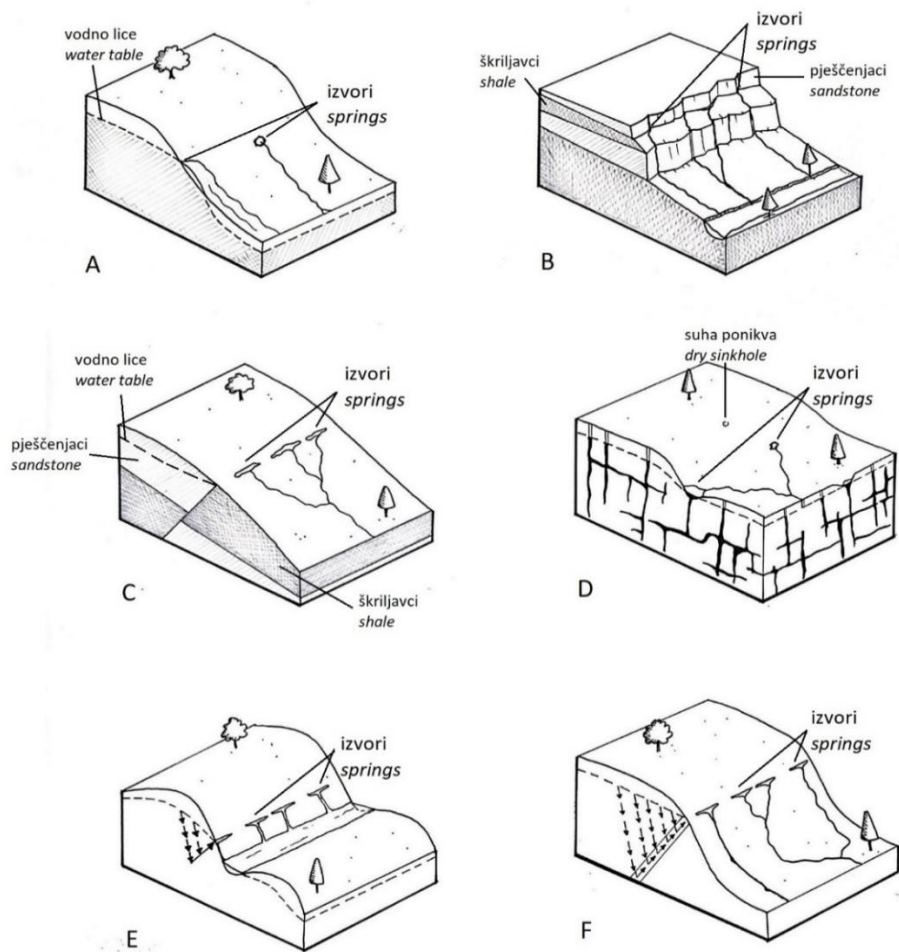 vodno lice
water table
izvori
springs
A
izvori
springs
škriljavci
shale
pješčenjaci
sandstone
B
vodno lice
water table
izvori
springs
pješčenjaci
sandstone
škriljavci
shale
C
suha ponikva
dry sinkhole
izvori
springs
D
izvori
springs
E
izvori
springs
F